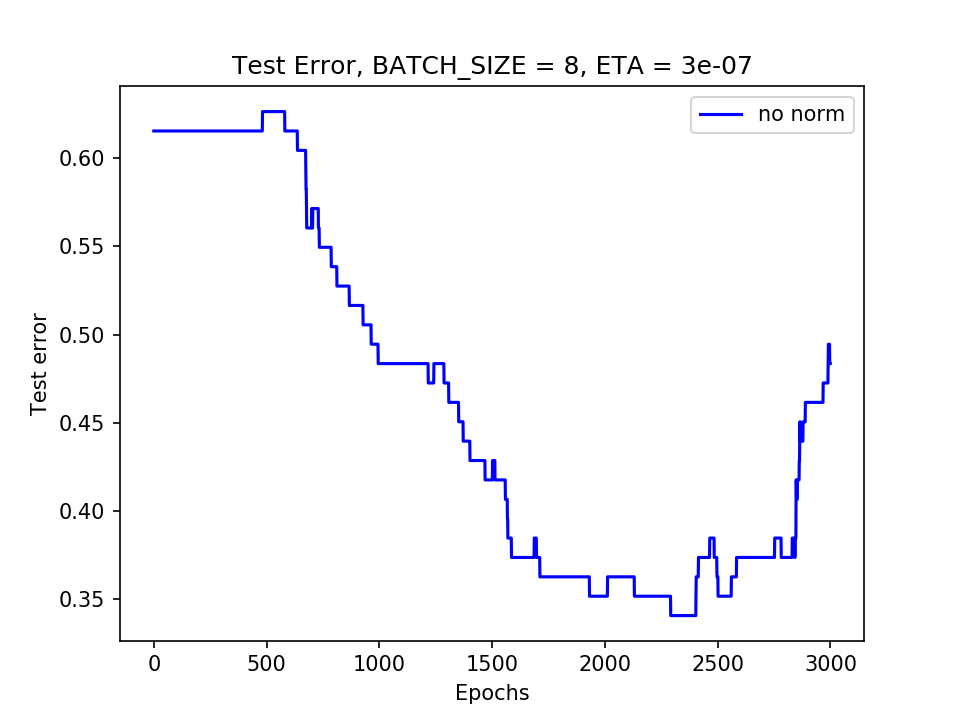 Test Error, BATCH_SIZE = 8, ETA = 3e-07
no norm
0.60
0.55
0.50
0.45
0.40
0.35
Test error
0 500 1000 1500 2000 2500 3000
Epochs